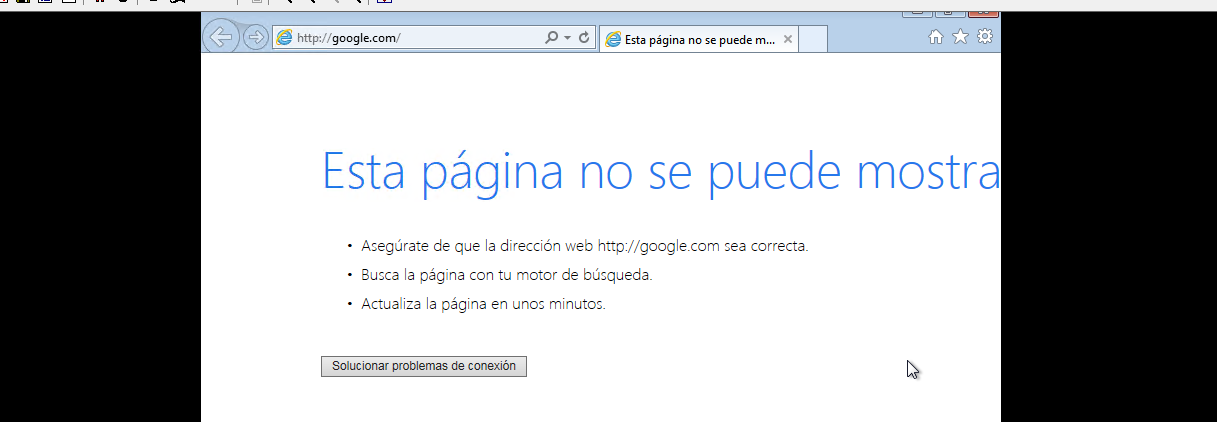 http://google.com/
Esta página no se puede m...
Esta página no se puede mostra
• Asegúrate de que la dirección web http://google.com sea correcta.
• Busca la página con tu motor de búsqueda.
• Actualiza la página en unos minutos.
Solucionar problemas de conexión